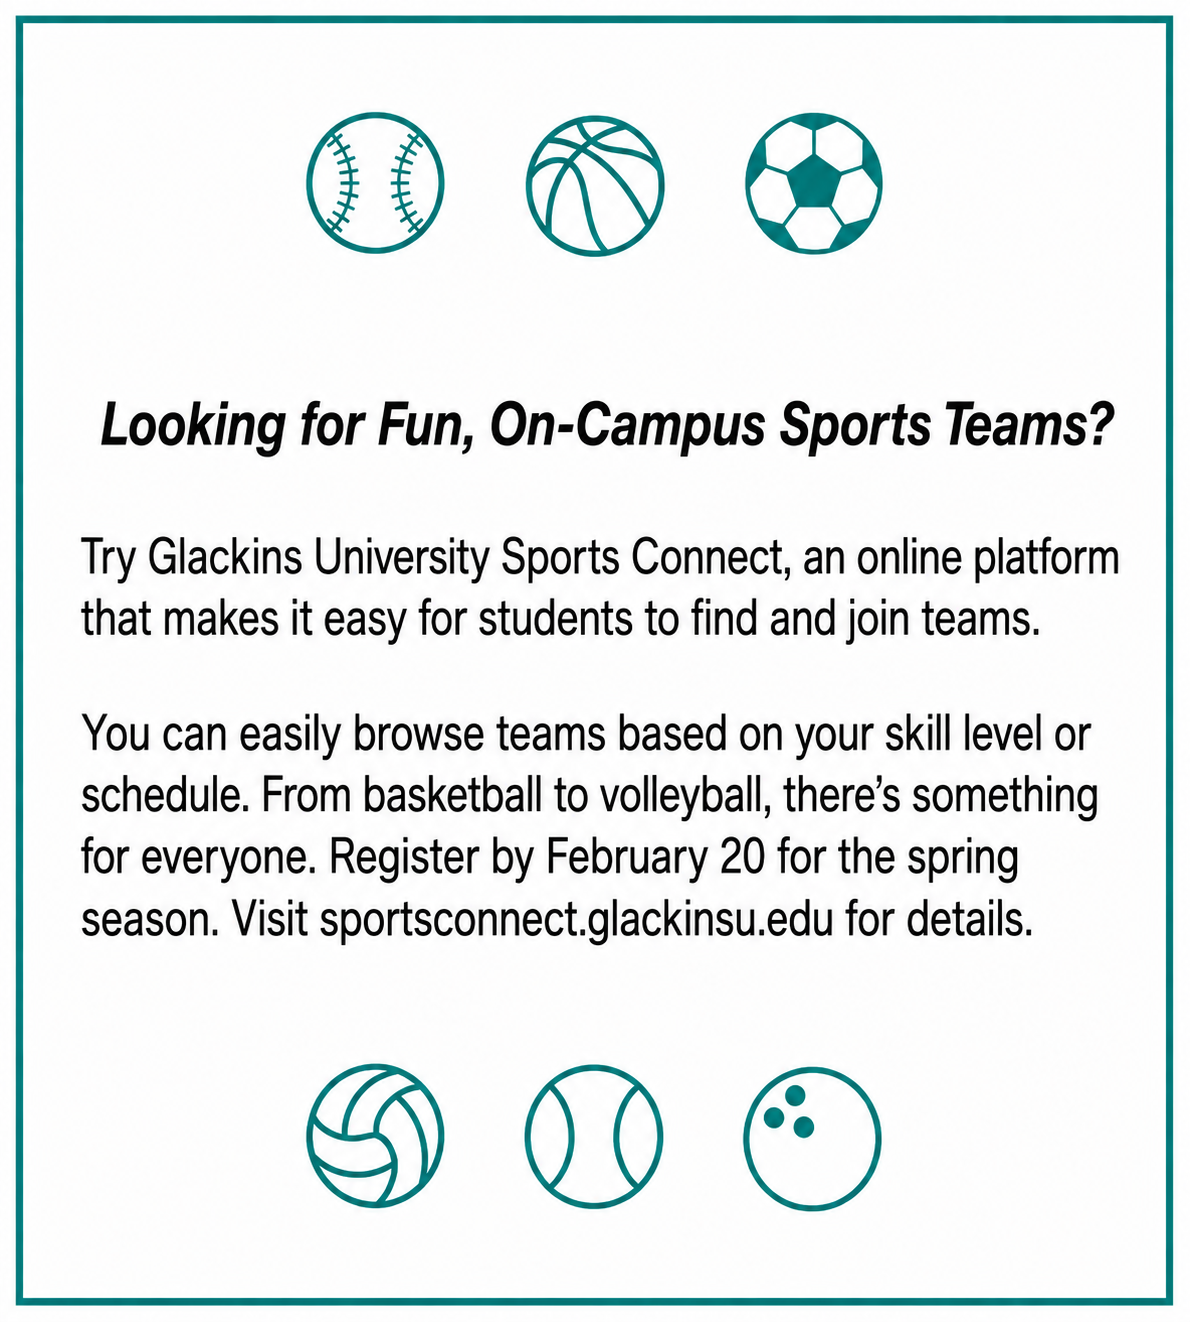 Looking for Fun, On-Campus Sports Teams?
Try Glackins University Sports Connect, an online platform
that makes it easy for students to find and join teams.
You can easily browse teams based on your skill level or
schedule. From basketball to volleyball, there’s something
for everyone. Register by February 20 for the spring
season. Visit sportsconnect.glackinsu.edu for details.